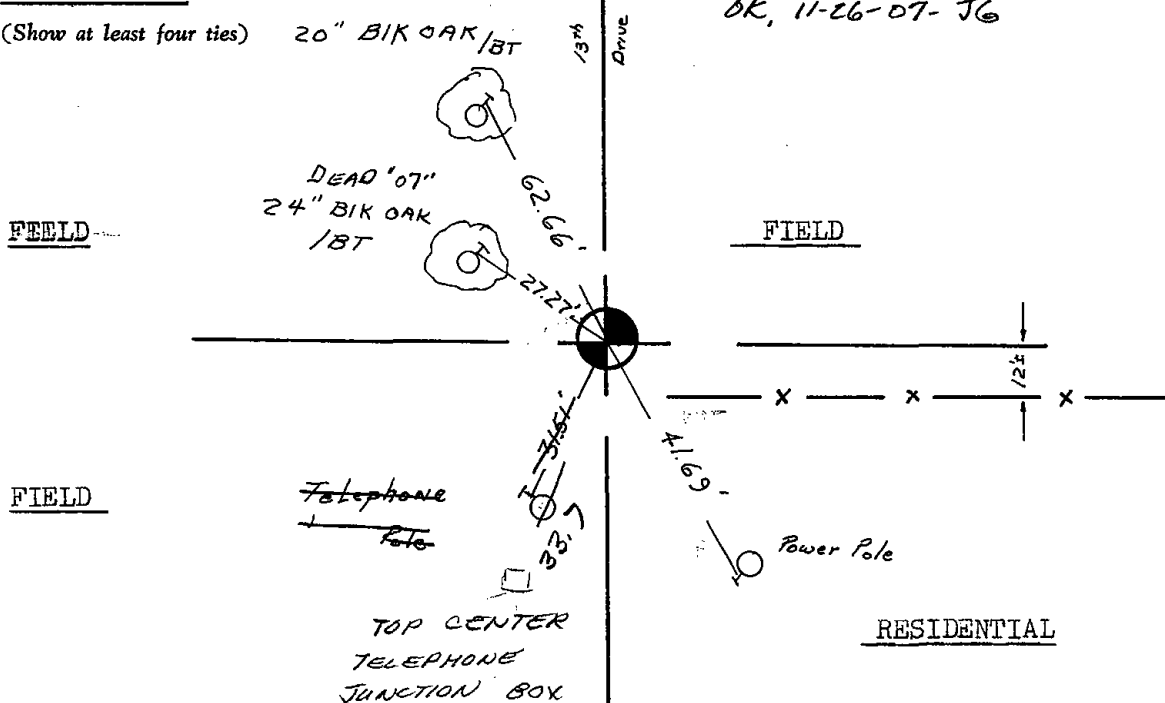 OK, 11-26-07- JG
(Show at least four ties)
20" BlK OAK /BT
13th Drive
62.66'
DEAD "07"
24" BlK OAK
/BT
FEELD
FIELD
27.27'
12'±
x x x
31.51'
41.69'
FIELD
Telephone
Pole
33.7
Power Pole
TOP CENTER
TELEPHONE
JUNCTION BOX
RESIDENTIAL